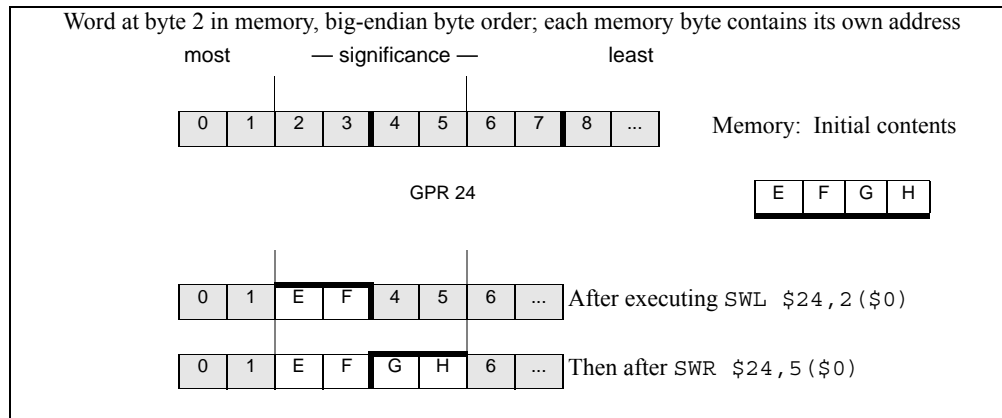 Word at byte 2 in memory, big-endian byte order; each memory byte contains its own address
most — significance — least
0 1 2 3 4 5 6 7 8 ... Memory: Initial contents
GPR 24 E F G H
0 1 E F 4 5 6 ... After executing SWL $24,2($0)
0 1 E F G H 6 ... Then after SWR $24,5($0)